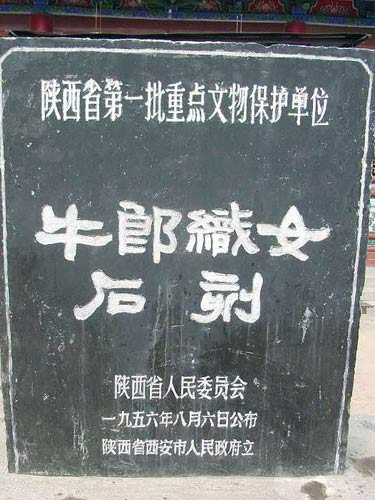 陕西省第一批重点文物保护单位
牛郎織女
石刻
陕西省人民委员会
一九五六年八月六日公布
陕西省西安市人民政府立